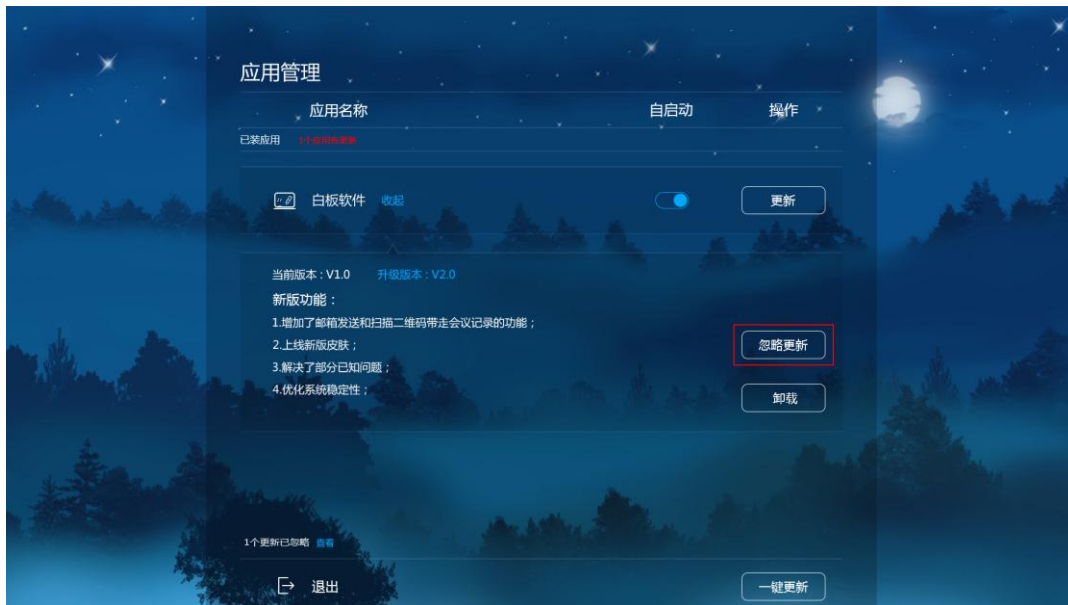 应用管理
应用名称 自启动 操作
已装应用 1个应用有更新
白板软件 收起 更新
当前版本：V1.0 升级版本：V2.0
新版功能：
1.增加了邮箱发送和扫描二维码带走会议记录的功能；
2.上线新版皮肤；
忽略更新
3.解决了部分已知问题；
4.优化系统稳定性；
卸载
1个更新已忽略 查看
退出 一键更新